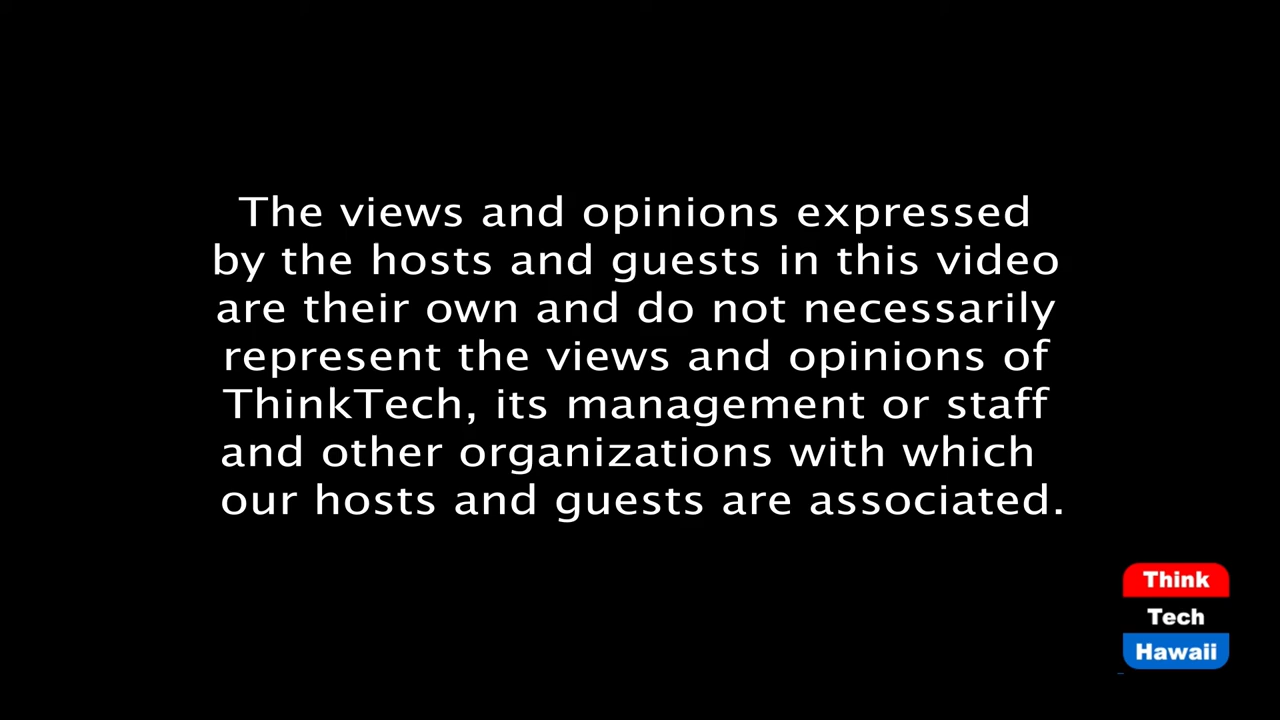 The views and opinions expressed
by the hosts and guests in this video
are their own and do not necessarily
represent the views and opinions of
ThinkTech, its management or staff
and other organizations with which
our hosts and guests are associated.
Think
Tech
Hawaii